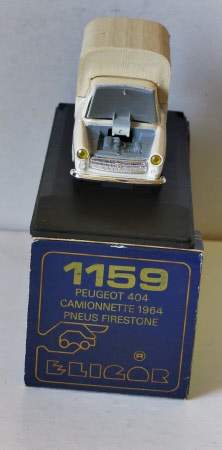 1159
PEUGEOT 404
CAMIONNETTE 1964
PNEUS FIRESTONE
®
ELIGOR